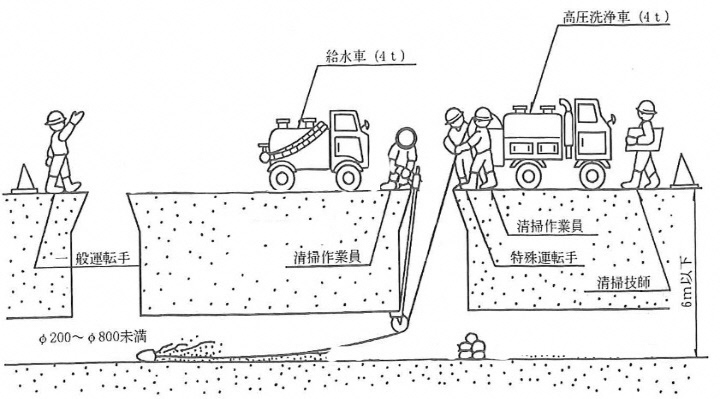 高圧洗浄車 (4t)
給水車 (4t)
清掃作業員
一般運転手
清掃作業員
特殊運転手
清掃技師
6m以下
φ200〜φ800未満